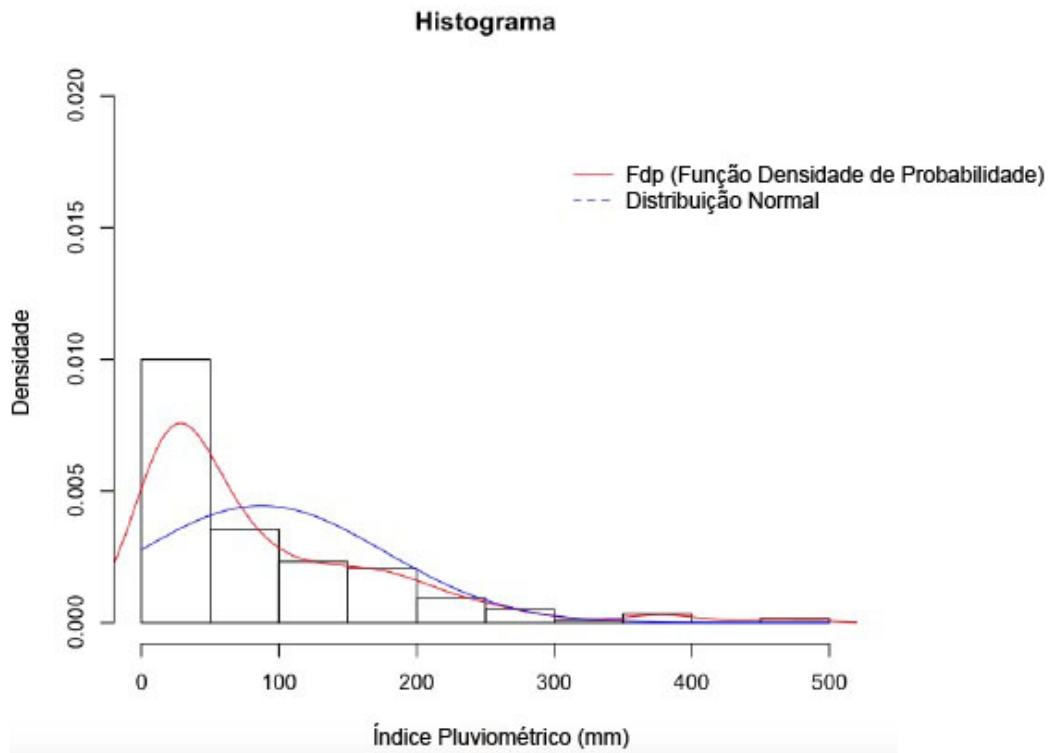 Histograma
Fdp (Função Densidade de Probabilidade)
Distribuição Normal
Densidade
0.020
0.015
0.010
0.005
0.000
0 100 200 300 400 500
Índice Pluviométrico (mm)